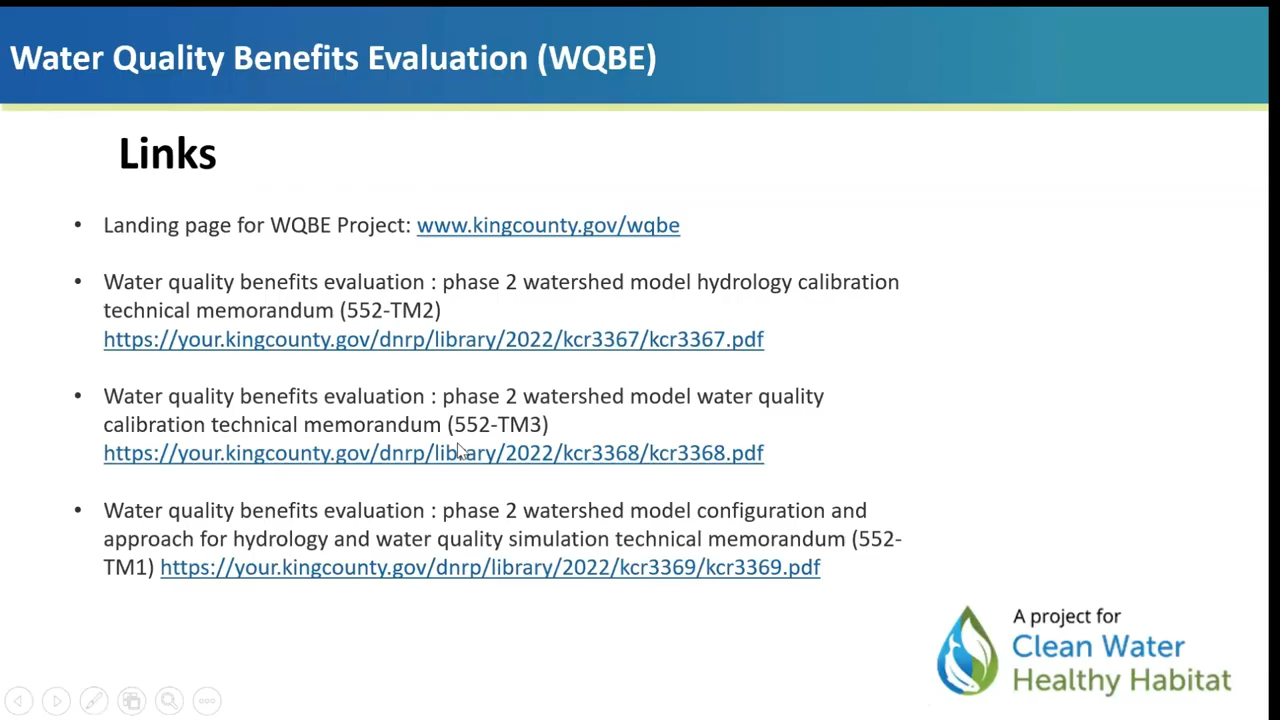 Water Quality Benefits Evaluation (WQBE)
Links
• Landing page for WQBE Project: www.kingcounty.gov/wqbe
• Water quality benefits evaluation : phase 2 watershed model hydrology calibration
technical memorandum (552-TM2)
https://your.kingcounty.gov/dnrp/library/2022/kcr3367/kcr3367.pdf
• Water quality benefits evaluation : phase 2 watershed model water quality
calibration technical memorandum (552-TM3)
https://your.kingcounty.gov/dnrp/library/2022/kcr3368/kcr3368.pdf
• Water quality benefits evaluation : phase 2 watershed model configuration and
approach for hydrology and water quality simulation technical memorandum (552-
TM1) https://your.kingcounty.gov/dnrp/library/2022/kcr3369/kcr3369.pdf
A project for
Clean Water
Healthy Habitat